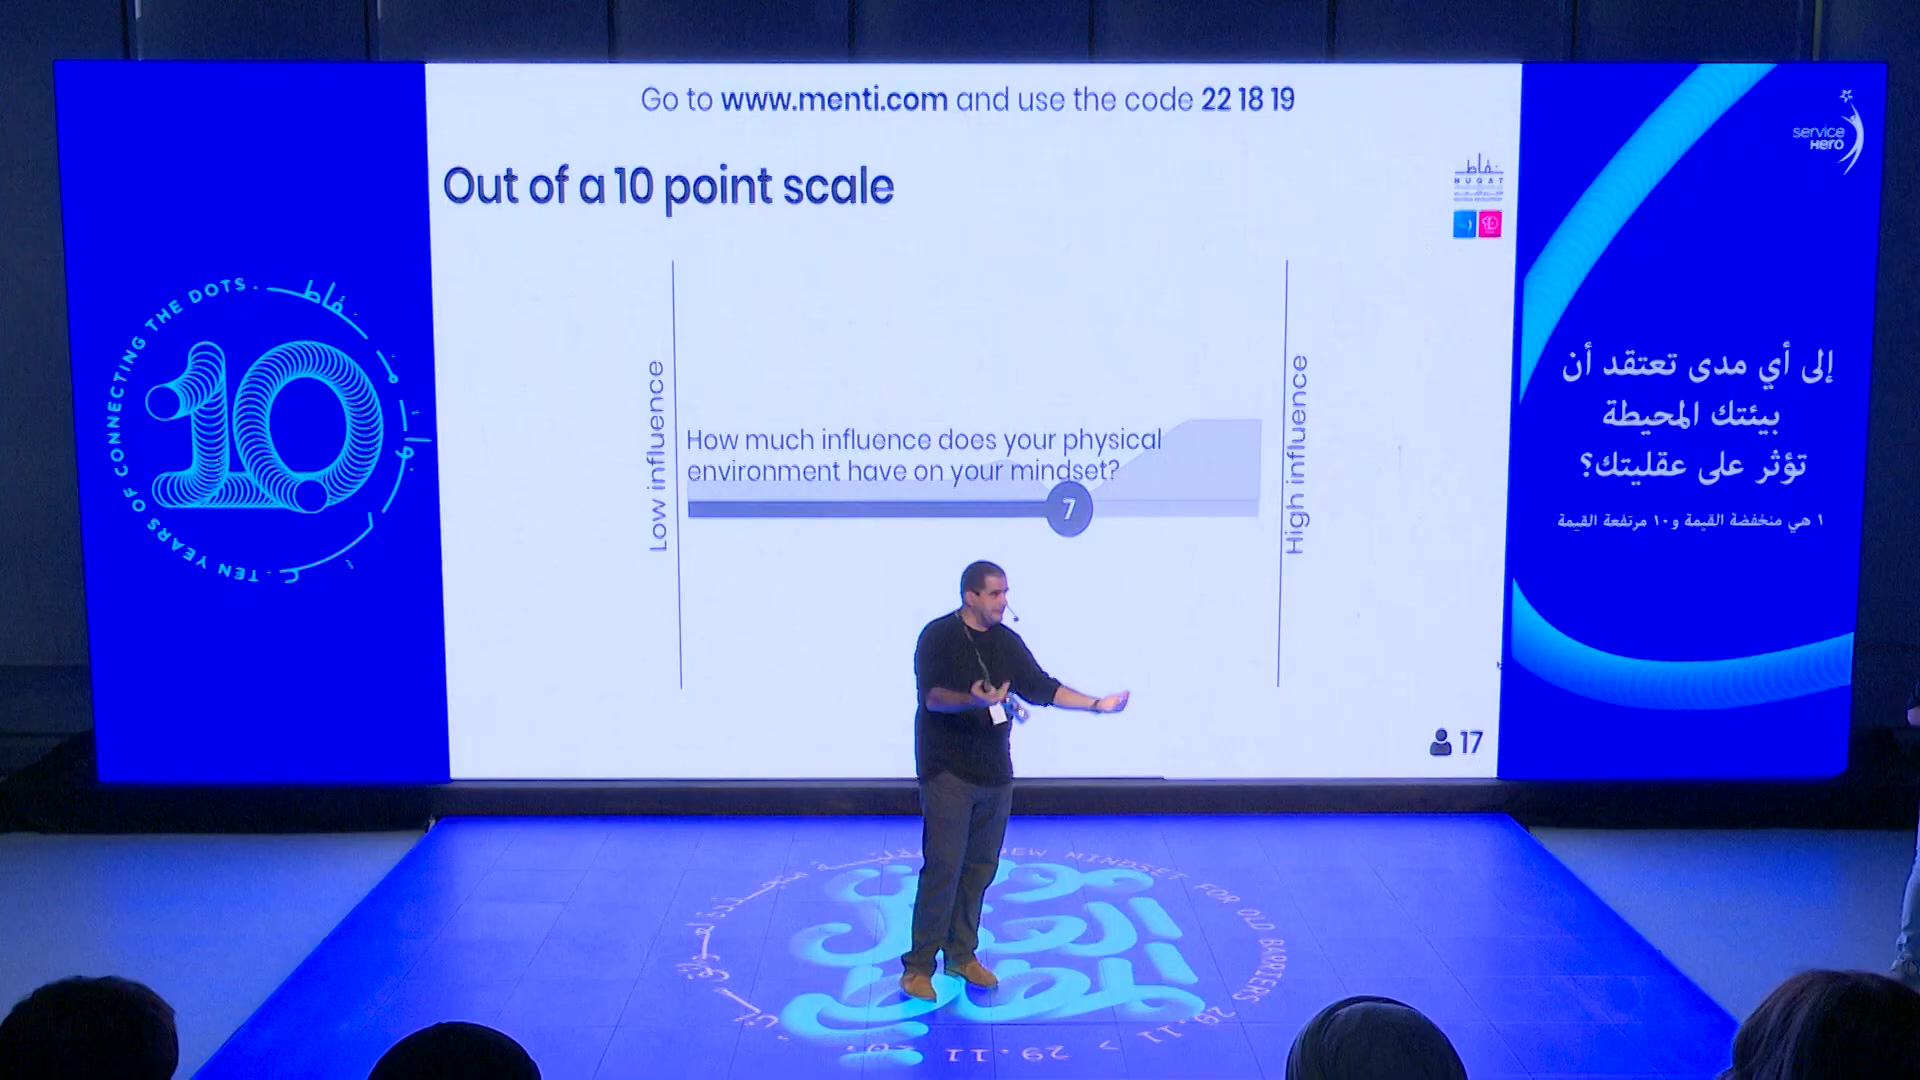 Go to www.menti.com and use the code 22 18 19
Out of a 10 point scale
نقاط
NUQAT
Low influence
How much influence does your physical
environment have on your mindset?
7
High influence
17
TEN YEARS OF CONNECTING THE DOTS.
نقاط
10
service
HERO
إلى أي مدى تعتقد أن
بيئتك المحيطة
تؤثر على عقليتك؟
١ هي منخفضة القيمة و١٠ مرتفعة القيمة
NEW MINDSET FOR OLD BARRIERS